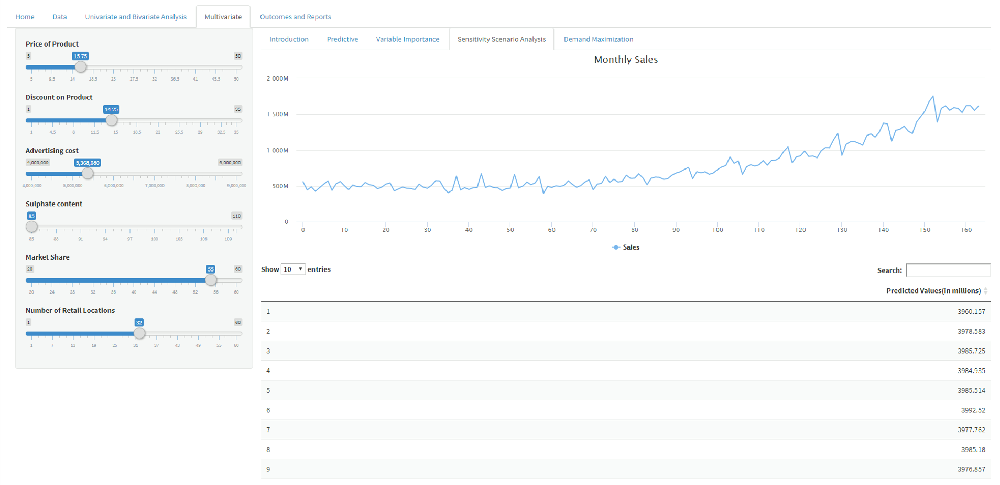 Home Data Univariate and Bivariate Analysis Multivariate Outcomes and Reports
Introduction Predictive Variable Importance Sensitivity Scenario Analysis Demand Maximization
Price of Product
5 15.75 50
5 9.5 14 18.5 23 27.5 32 36.5 41 45.5 50
Discount on Product
1 14.25 35
1 4.5 8 11.5 15 18.5 22 25.5 29 32.5 35
Advertising cost
4,000,000 5,368,080 9,000,000
4,000,000 5,000,000 6,000,000 7,000,000 8,000,000 9,000,000
Sulphate content
85 110
85 88 91 94 97 100 103 106 109
Market Share
20 55 60
20 24 28 32 36 40 44 48 52 56 60
Number of Retail Locations
1 32 60
1 7 13 19 25 31 37 43 49 55 60
Monthly Sales
2 000M
1 500M
1 000M
500M
0
0 10 20 30 40 50 60 70 80 90 100 110 120 130 140 150 160
Sales
Show 10 entries Search:
Predicted Values(in millions)
1 3960.157
2 3978.583
3 3985.725
4 3984.935
5 3985.514
6 3992.52
7 3977.762
8 3985.18
9 3976.857